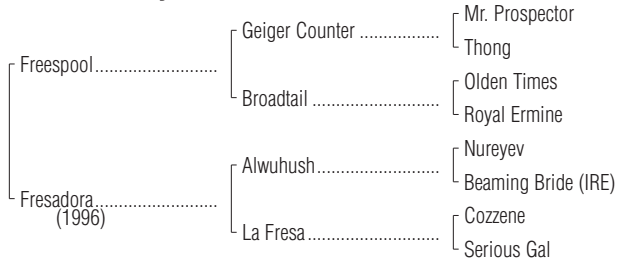 Mr. Prospector
Geiger Counter ..................
Thong
Freespool...........................
Olden Times
Broadtail ............................
Royal Ermine
Nureyev
Alwuhush...........................
Beaming Bride (IRE)
Fresadora...........................
(1996)
Cozzene
La Fresa.............................
Serious Gal